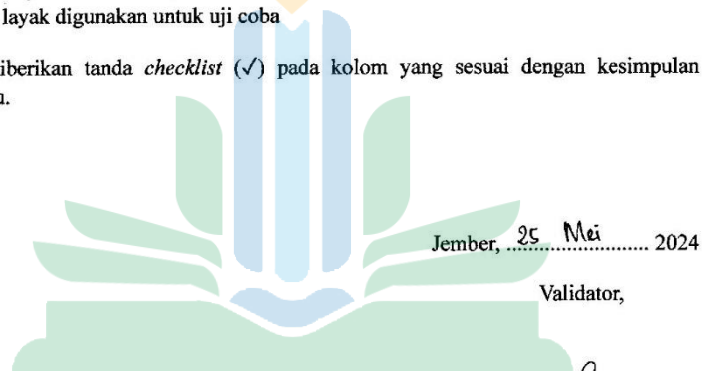 layak digunakan untuk uji coba
iberikan tanda checklist (✓) pada kolom yang sesuai dengan kesimpulan
Jember, 25 Mei 2024
Validator,